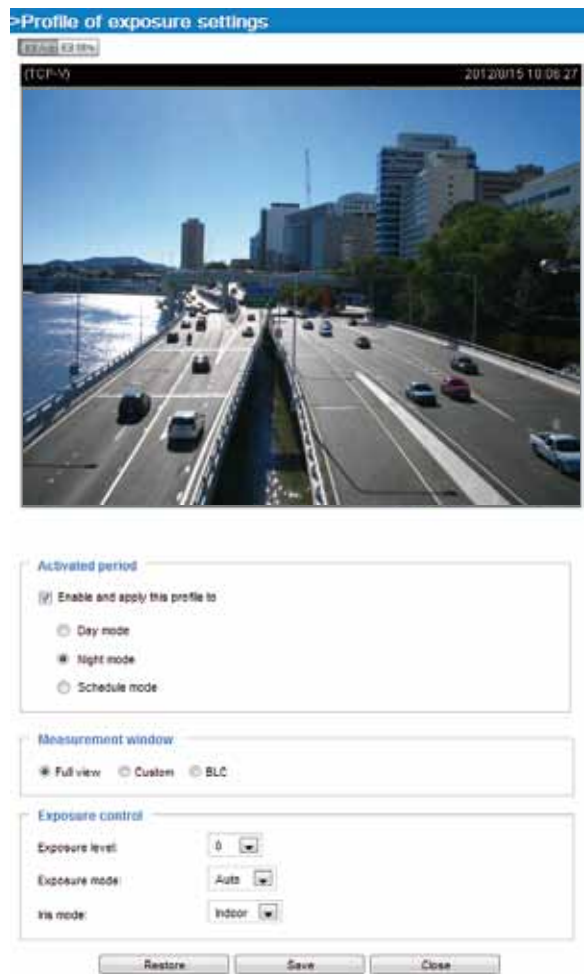 >Profile of exposure settings
(TCP-V) 2012/8/15 10:08:27
Activated period
Enable and apply this profile to
Day mode
Night mode
Schedule mode
Measurement window
Full view Custom BLC
Exposure control
Exposure level: 0
Exposure mode: Auto
Iris mode: Indoor
Restore Save Close